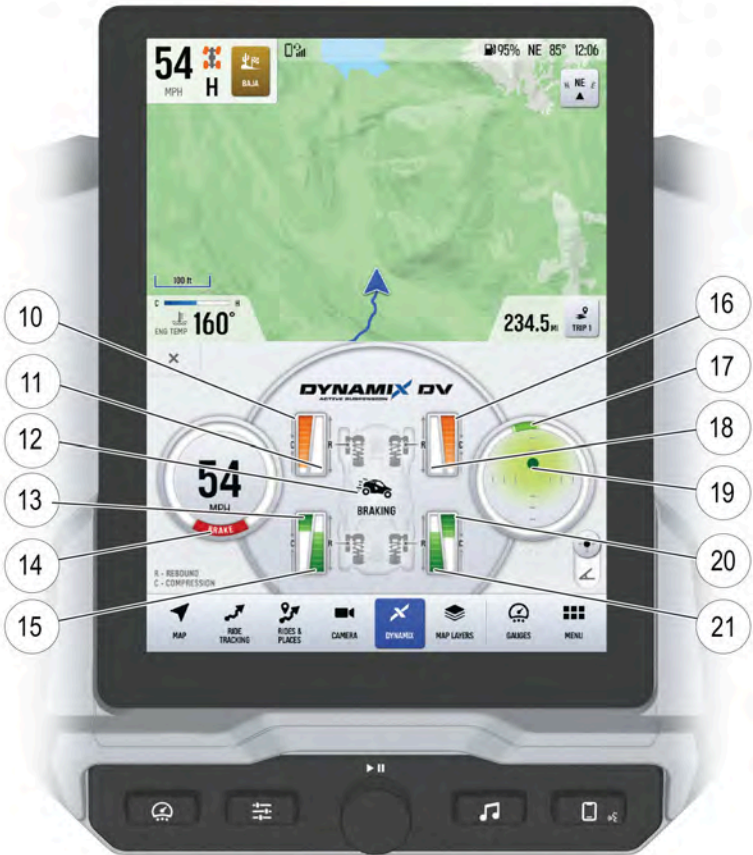 54
MPH
H
BAJA
95% NE 85° 12:06
NE
100 ft
C H
ENG TEMP
160°
234.5 MI
TRIP 1
10
11
12
13
14
15
16
17
18
19
20
21
DYNAMIX DV
ACTIVE SUSPENSION
54
MPH
BRAKE
C R
R C
BRAKING
C R
R C
R - REBOUND
C - COMPRESSION
MAP
RIDE TRACKING
RIDES & PLACES
CAMERA
DYNAMIX
MAP LAYERS
GAUGES
MENU